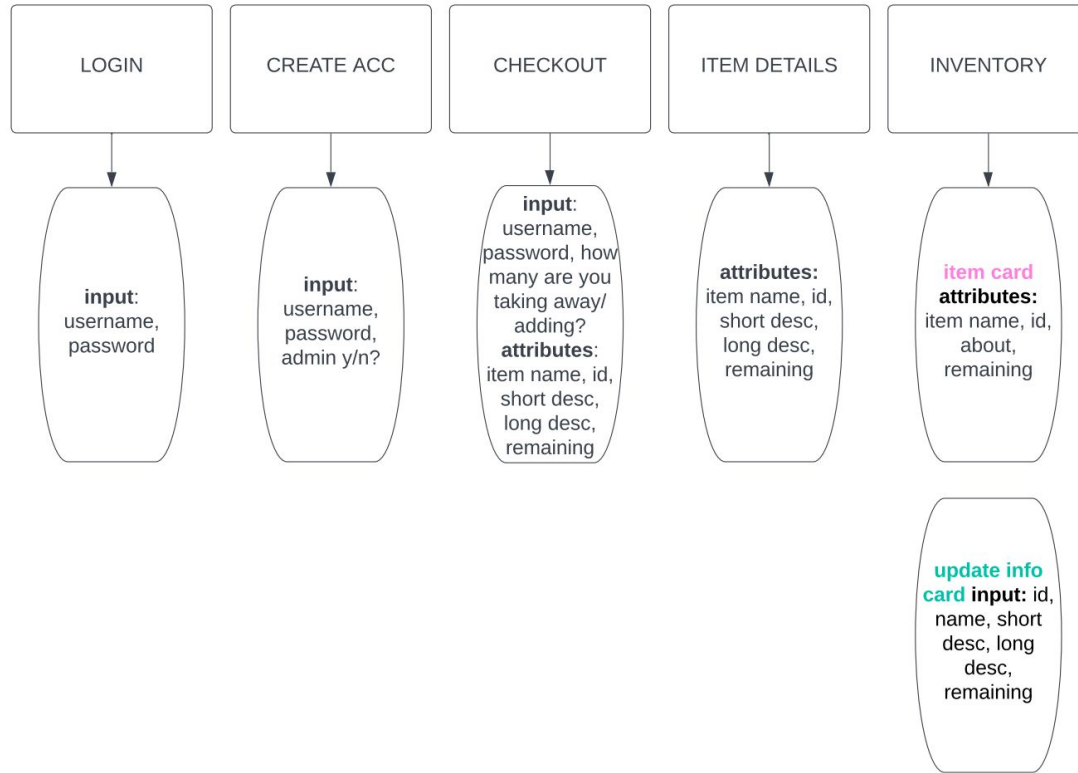 LOGIN
CREATE ACC
CHECKOUT
ITEM DETAILS
INVENTORY
input:
username,
password
input:
username,
password,
admin y/n?
input:
username,
password, how
many are you
taking away/
adding?
attributes:
item name, id,
short desc,
long desc,
remaining
attributes:
item name, id,
short desc,
long desc,
remaining
item card
attributes:
item name, id,
about,
remaining
update info
card input: id,
name, short
desc, long
desc,
remaining